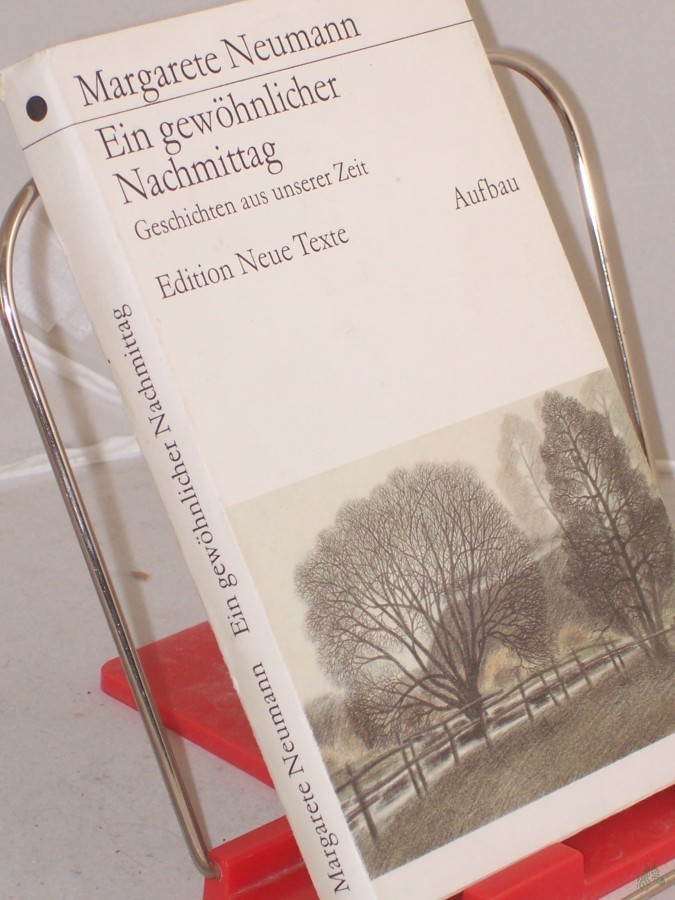 Margarete Neumann
Ein gewöhnlicher
Nachmittag
Geschichten aus unserer Zeit
Aufbau
Edition Neue Texte
Margarete Neumann Ein gewöhnlicher Nachmittag